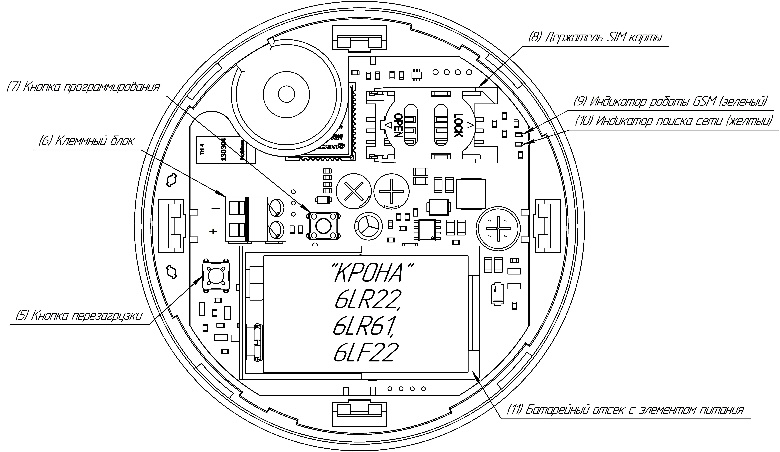 (8) Держатель SIM карты
(7) Кнопка программирования
(9) Индикатор работы GSM (зеленый)
(10) Индикатор поиска сети (желтый)
(6) Клеммный блок
OPEN
LOCK
–
+
"КРОНА"
6LR22,
6LR61,
6LF22
(5) Кнопка перезагрузки
(11) Батарейный отсек с элементом питания